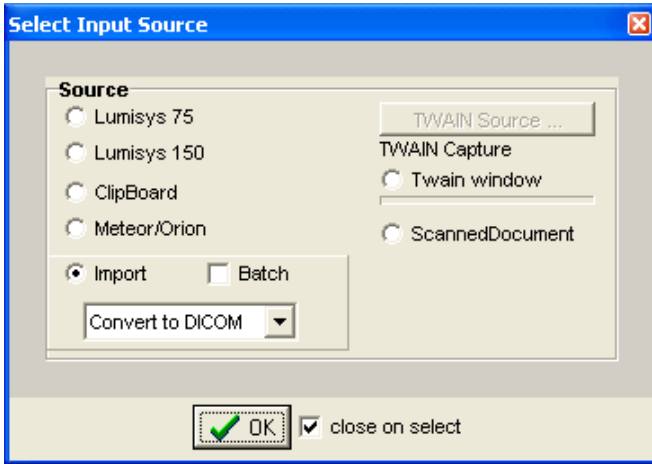 Select Input Source
Source
Lumisys 75
Lumisys 150
ClipBoard
Meteor/Orion
Import Batch
Convert to DICOM
TWAIN Source ...
TWAIN Capture
Twain window
ScannedDocument
OK close on select